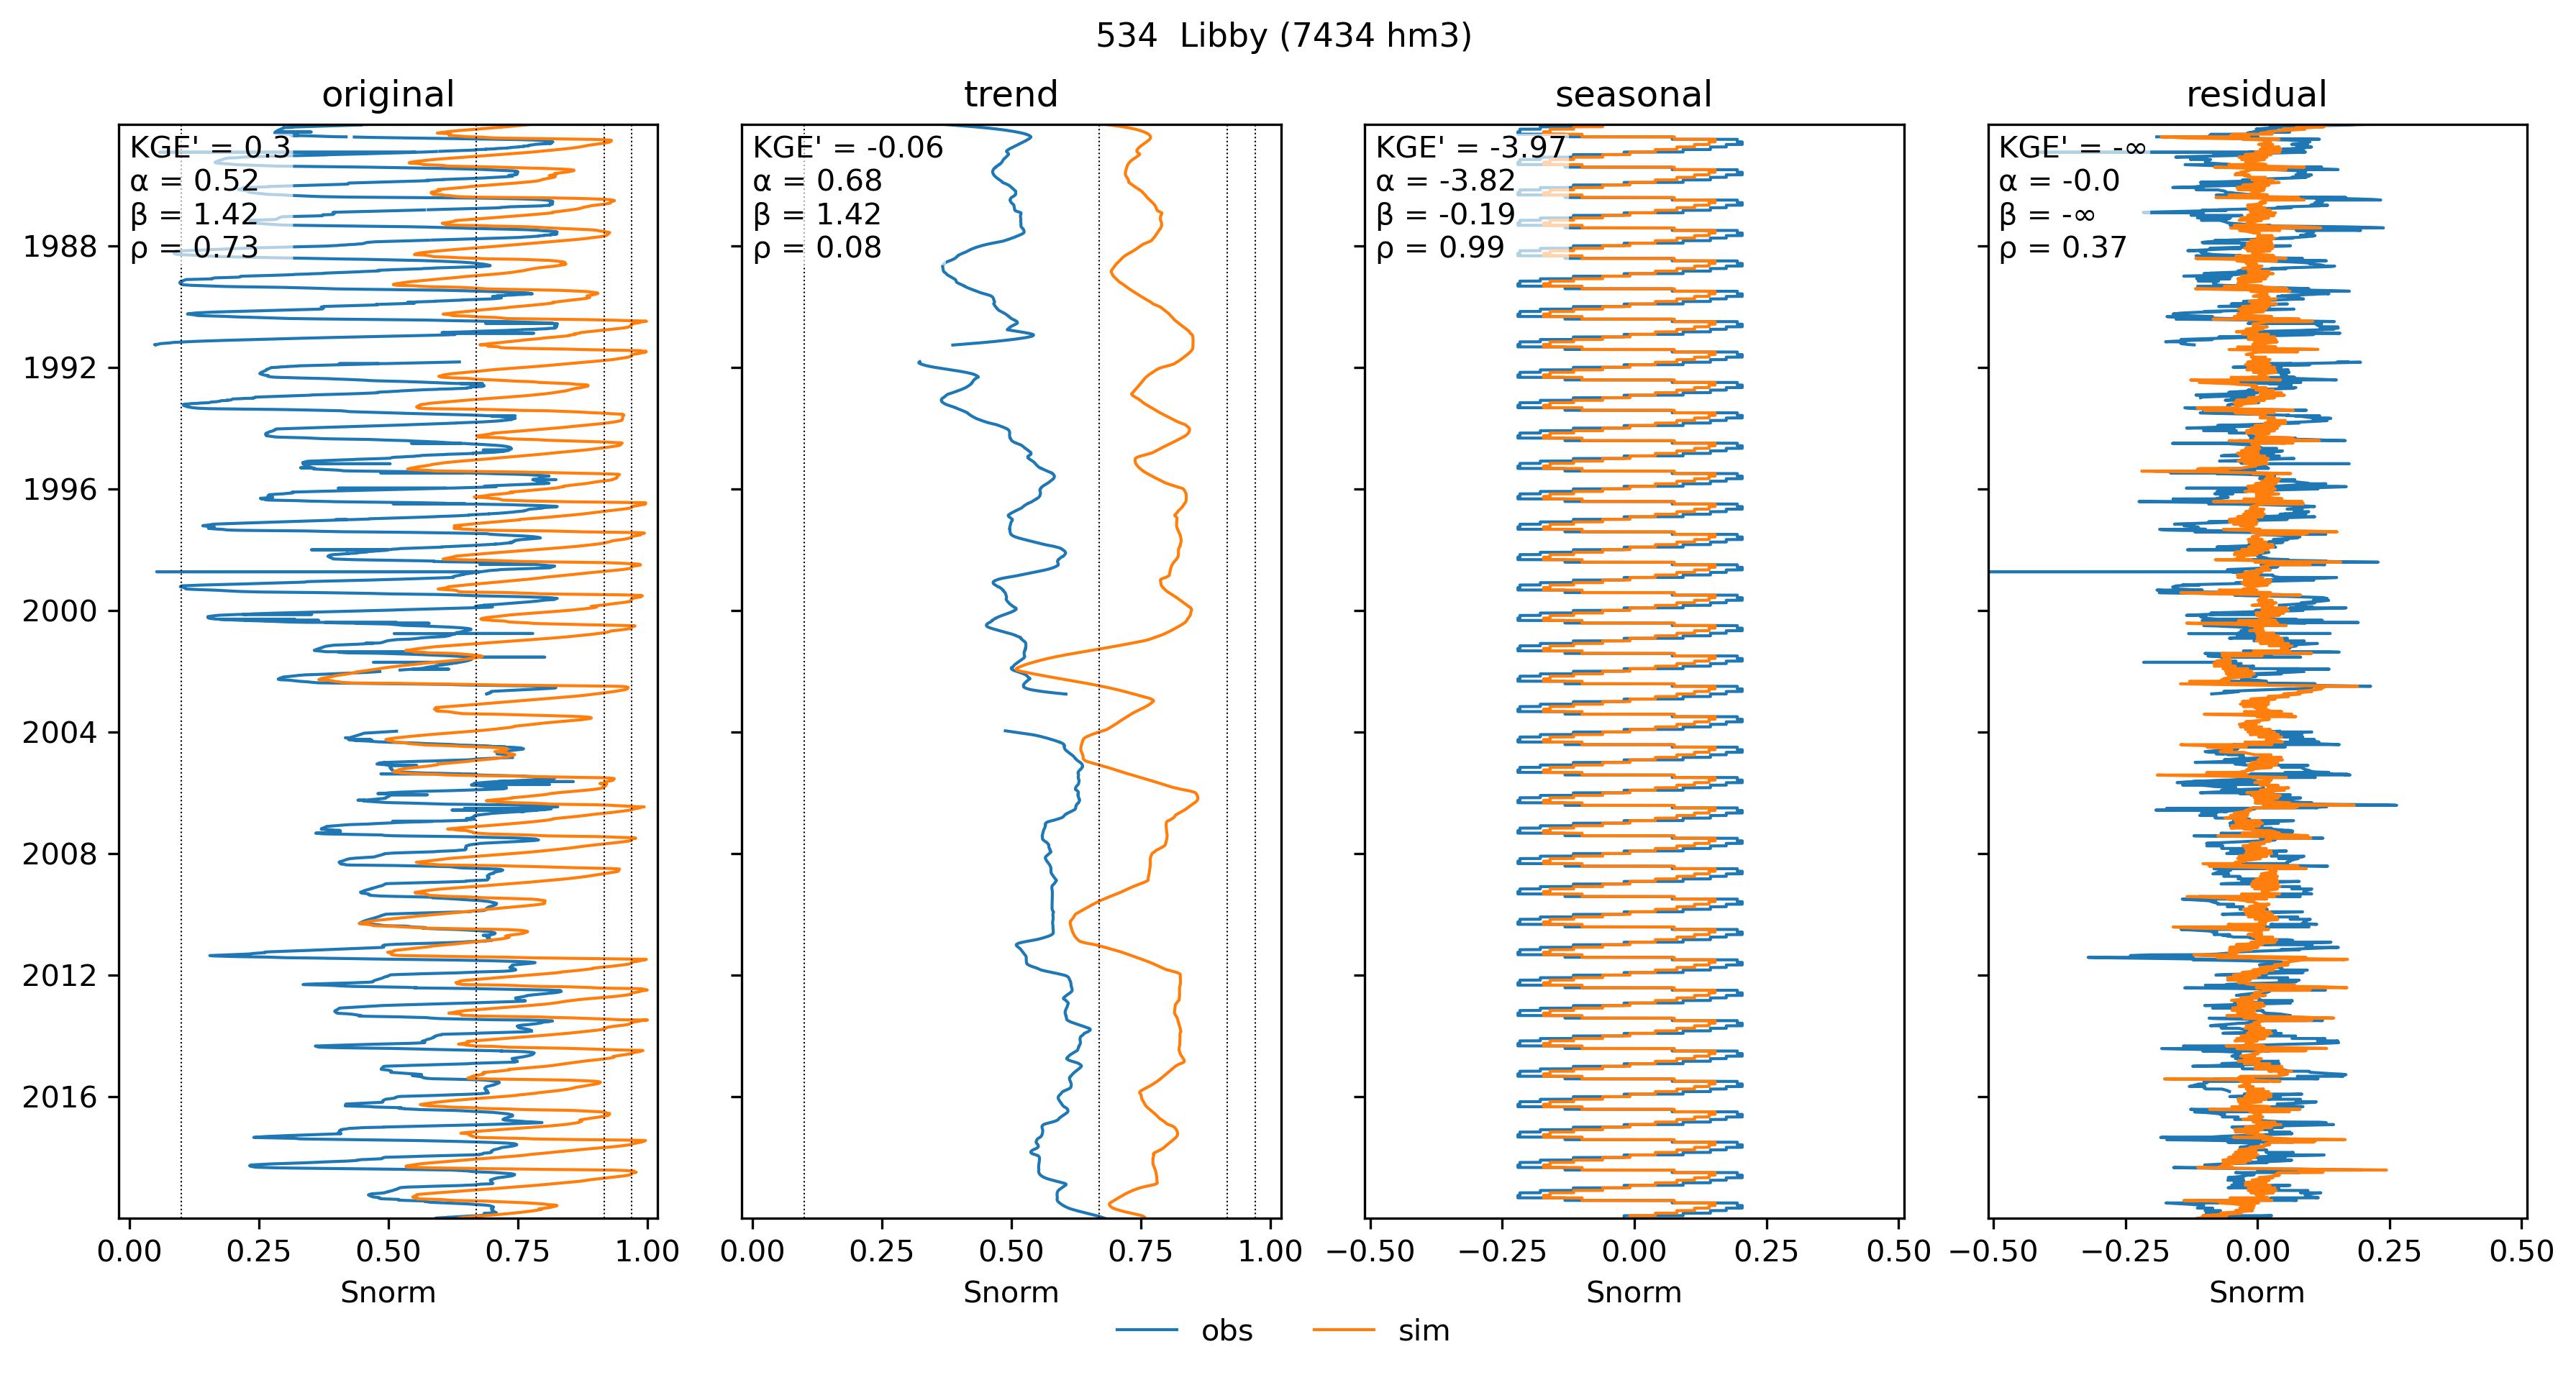 534  Libby (7434 hm3)
original
KGE' = 0.3
α = 0.52
β = 1.42
ρ = 0.73
1988
1992
1996
2000
2004
2008
2012
2016
0.00 0.25 0.50 0.75 1.00
Snorm
trend
KGE' = -0.06
α = 0.68
β = 1.42
ρ = 0.08
0.00 0.25 0.50 0.75 1.00
Snorm
seasonal
KGE' = -3.97
α = -3.82
β = -0.19
ρ = 0.99
−0.50 −0.25 0.00 0.25 0.50
Snorm
residual
KGE' = -∞
α = -0.0
β = -∞
ρ = 0.37
−0.50 −0.25 0.00 0.25 0.50
Snorm
obs sim